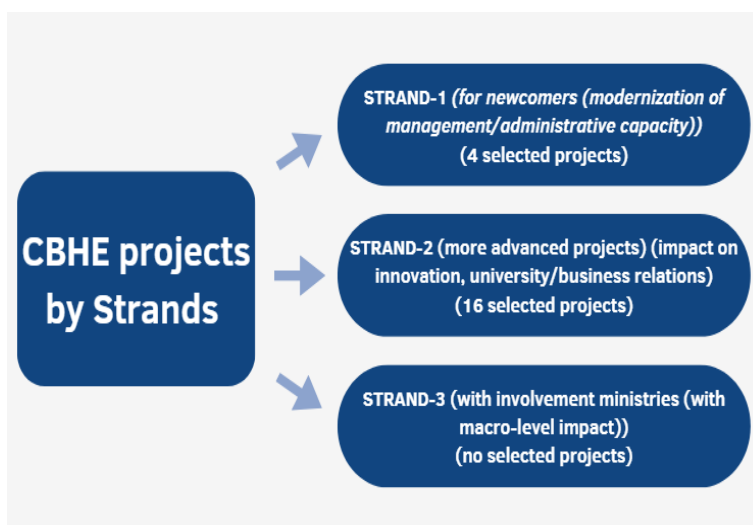 CBHE projects
by Strands
STRAND-1 (for newcomers (modernization of
management/administrative capacity))
(4 selected projects)
STRAND-2 (more advanced projects) (impact on
innovation, university/business relations)
(16 selected projects)
STRAND-3 (with involvement ministries (with
macro-level impact))
(no selected projects)